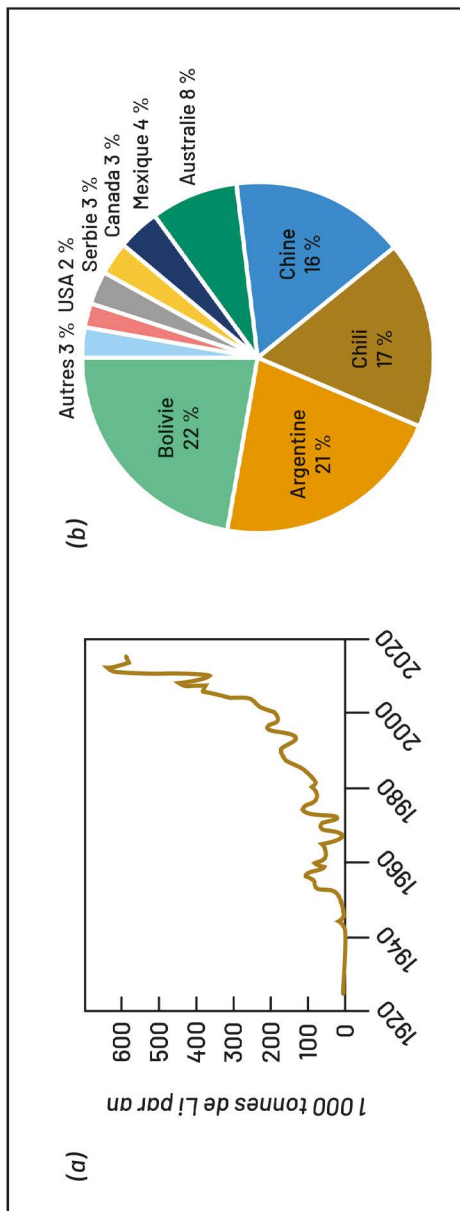 (a)
1 000 tonnes de Li par an
600
500
400
300
200
100
0
1920
1940
1960
1980
2000
2020
(b)
Autres 3 %
USA 2 %
Serbie 3 %
Canada 3 %
Mexique 4 %
Australie 8 %
Bolivie
22 %
Chine
16 %
Argentine
21 %
Chili
17 %